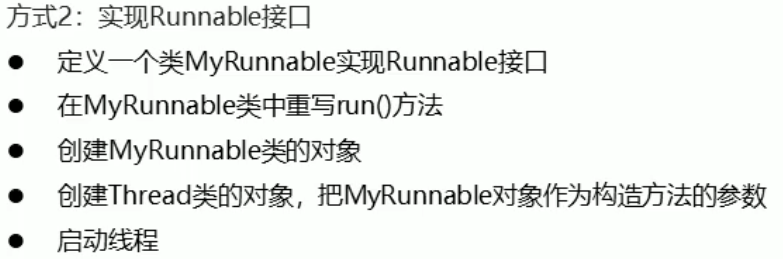 方式2：实现Runnable接口
● 定义一个类MyRunnable实现Runnable接口
● 在MyRunnable类中重写run()方法
● 创建MyRunnable类的对象
● 创建Thread类的对象，把MyRunnable对象作为构造方法的参数
● 启动线程